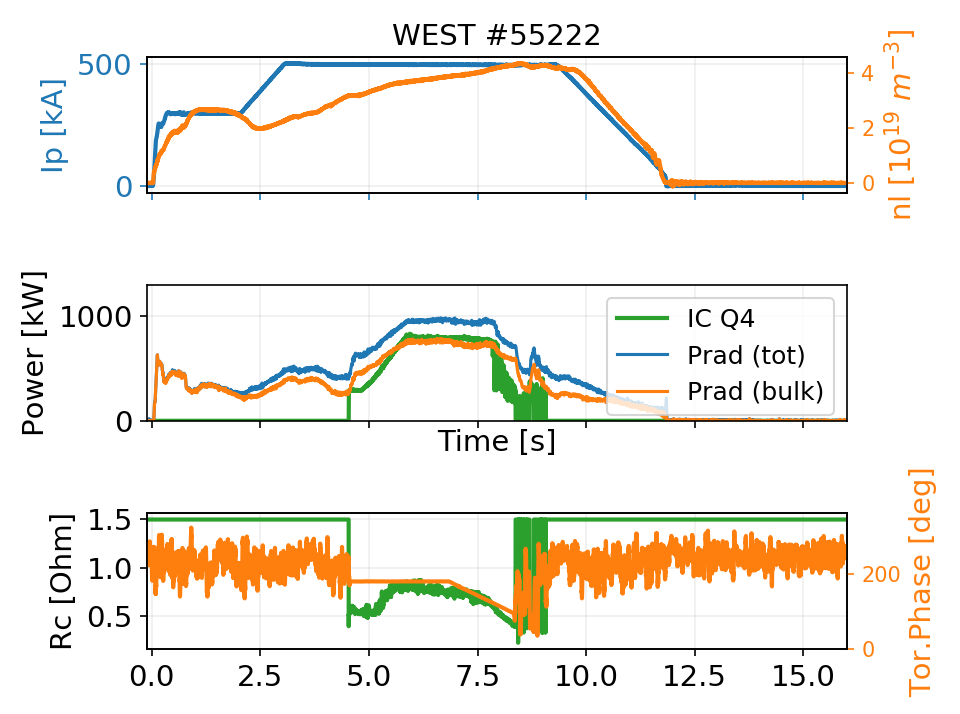 WEST #55222
Ip [kA]
500
0
nl [10^19 m^-3]
4
2
0
Power [kW]
1000
0
IC Q4
Prad (tot)
Prad (bulk)
Time [s]
Rc [Ohm]
1.5
1.0
0.5
Tor.Phase [deg]
200
0
0.0 2.5 5.0 7.5 10.0 12.5 15.0